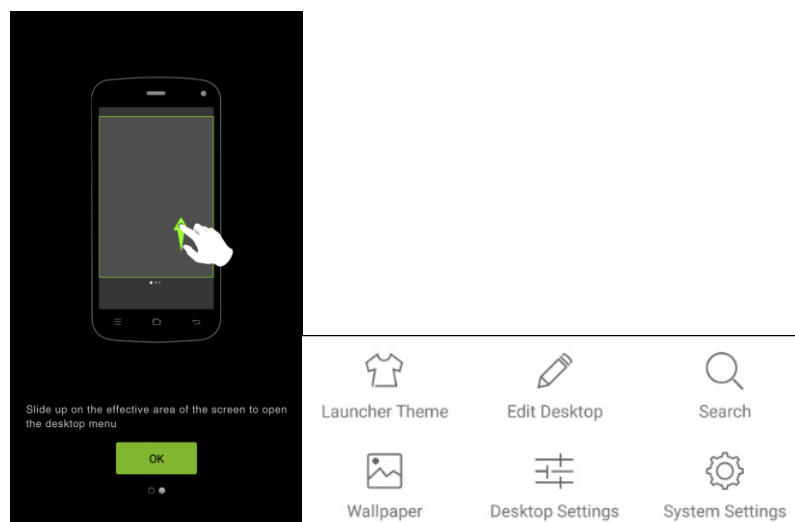 Slide up on the effective area of the screen to open
the desktop menu
OK
Launcher Theme
Edit Desktop
Search
Wallpaper
Desktop Settings
System Settings